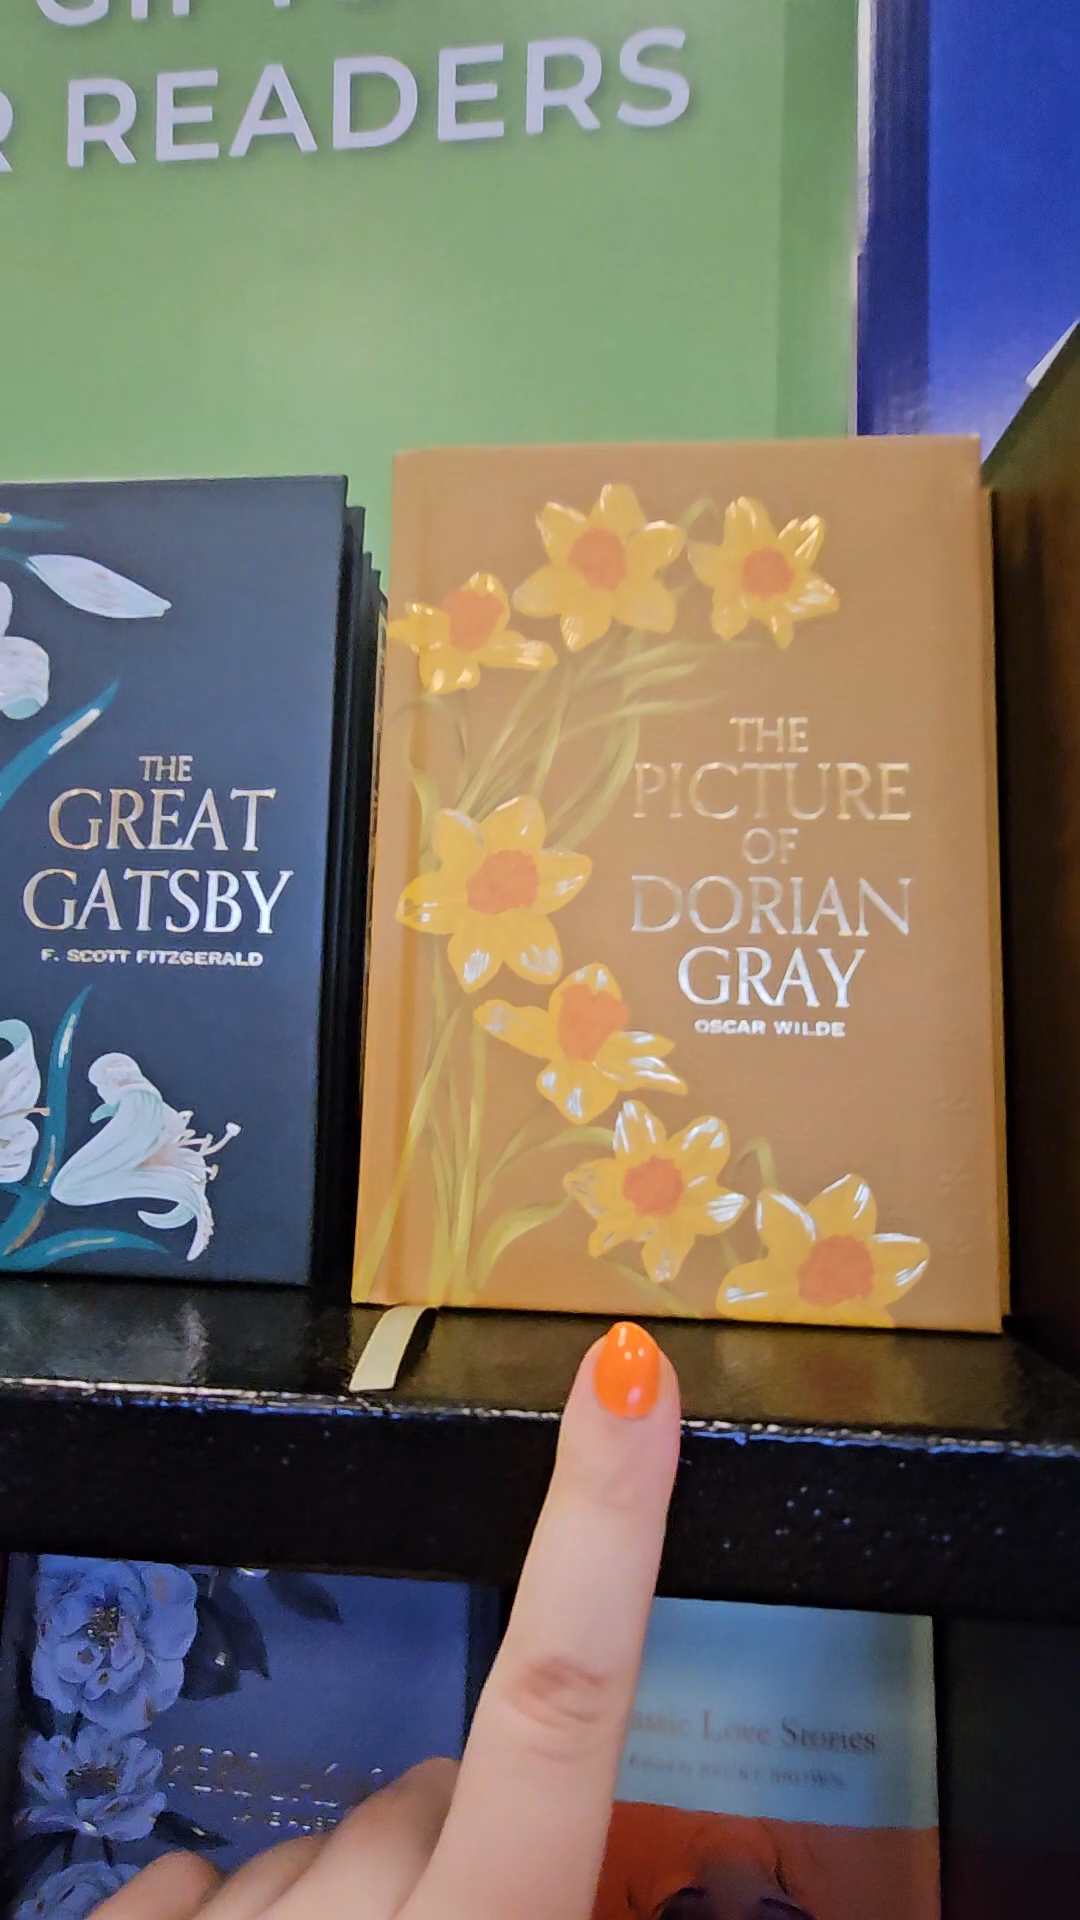 READERS
THE
GREAT
GATSBY
F. SCOTT FITZGERALD
THE
PICTURE
OF
DORIAN
GRAY
OSCAR WILDE
Love Stories